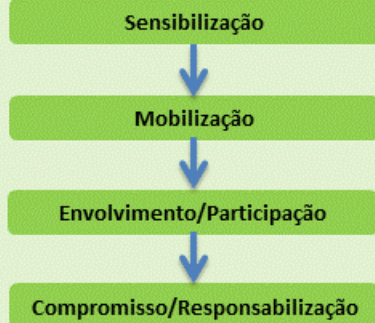 Sensibilização
Mobilização
Envolvimento/Participação
Compromisso/Responsabilização